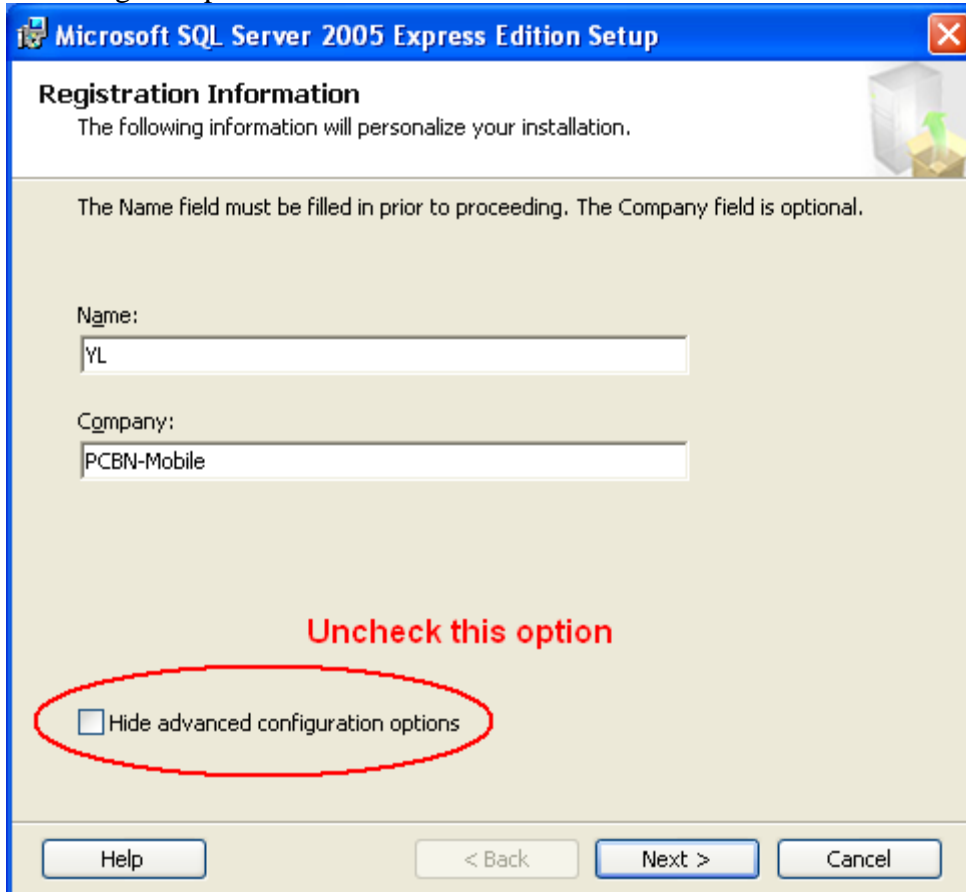 Microsoft SQL Server 2005 Express Edition Setup
Registration Information
The following information will personalize your installation.
The Name field must be filled in prior to proceeding. The Company field is optional.
Name:
YL
Company:
PCBN-Mobile
Uncheck this option
Hide advanced configuration options
Help
< Back
Next >
Cancel